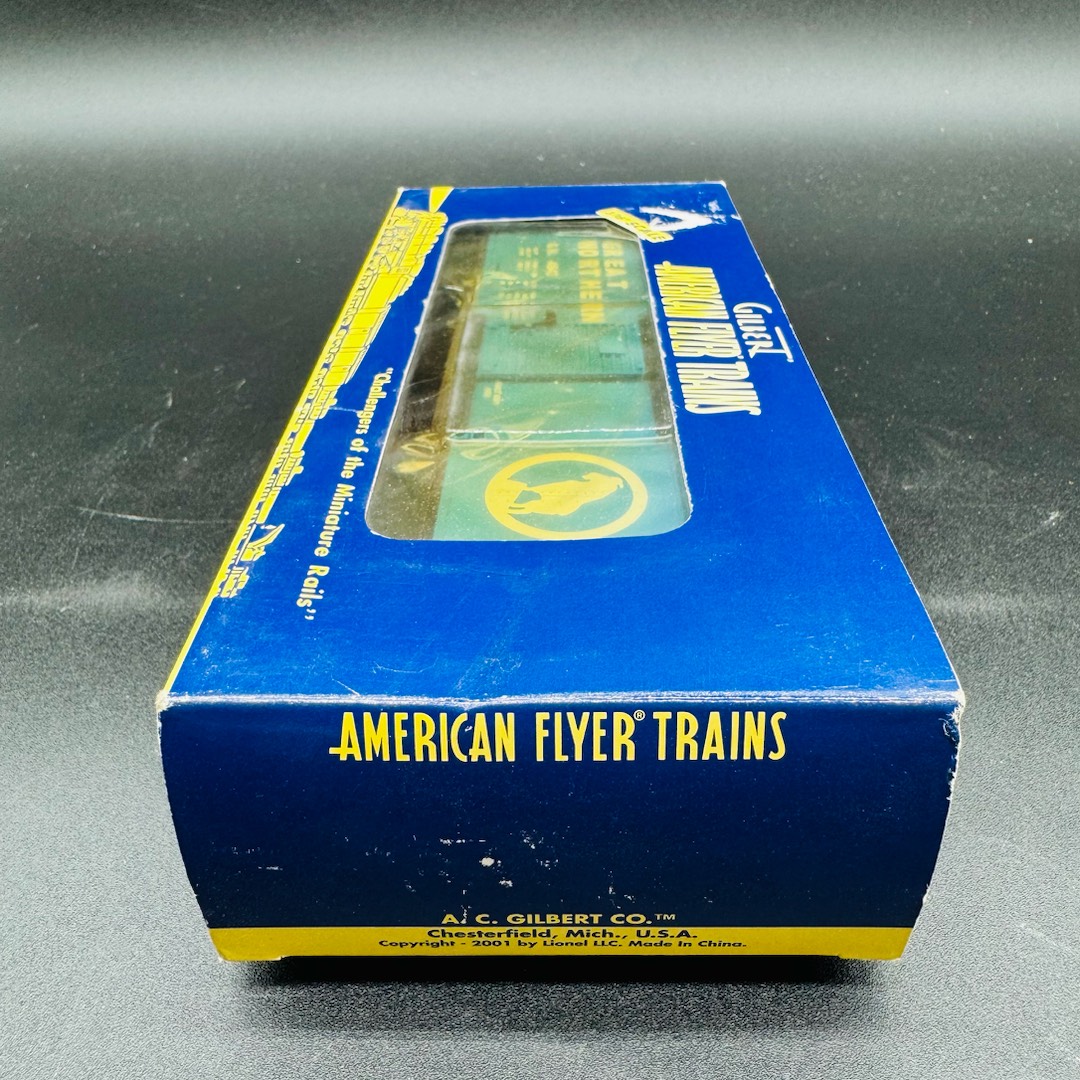 GREAT
NORTHERN
GILBERT
AMERICAN FLYER TRAINS
"Challengers of the Miniature Rails"
AMERICAN FLYER® TRAINS
A. C. GILBERT CO.™
Chesterfield, Mich., U.S.A.
Copyright - 2001 by Lionel LLC. Made In China.